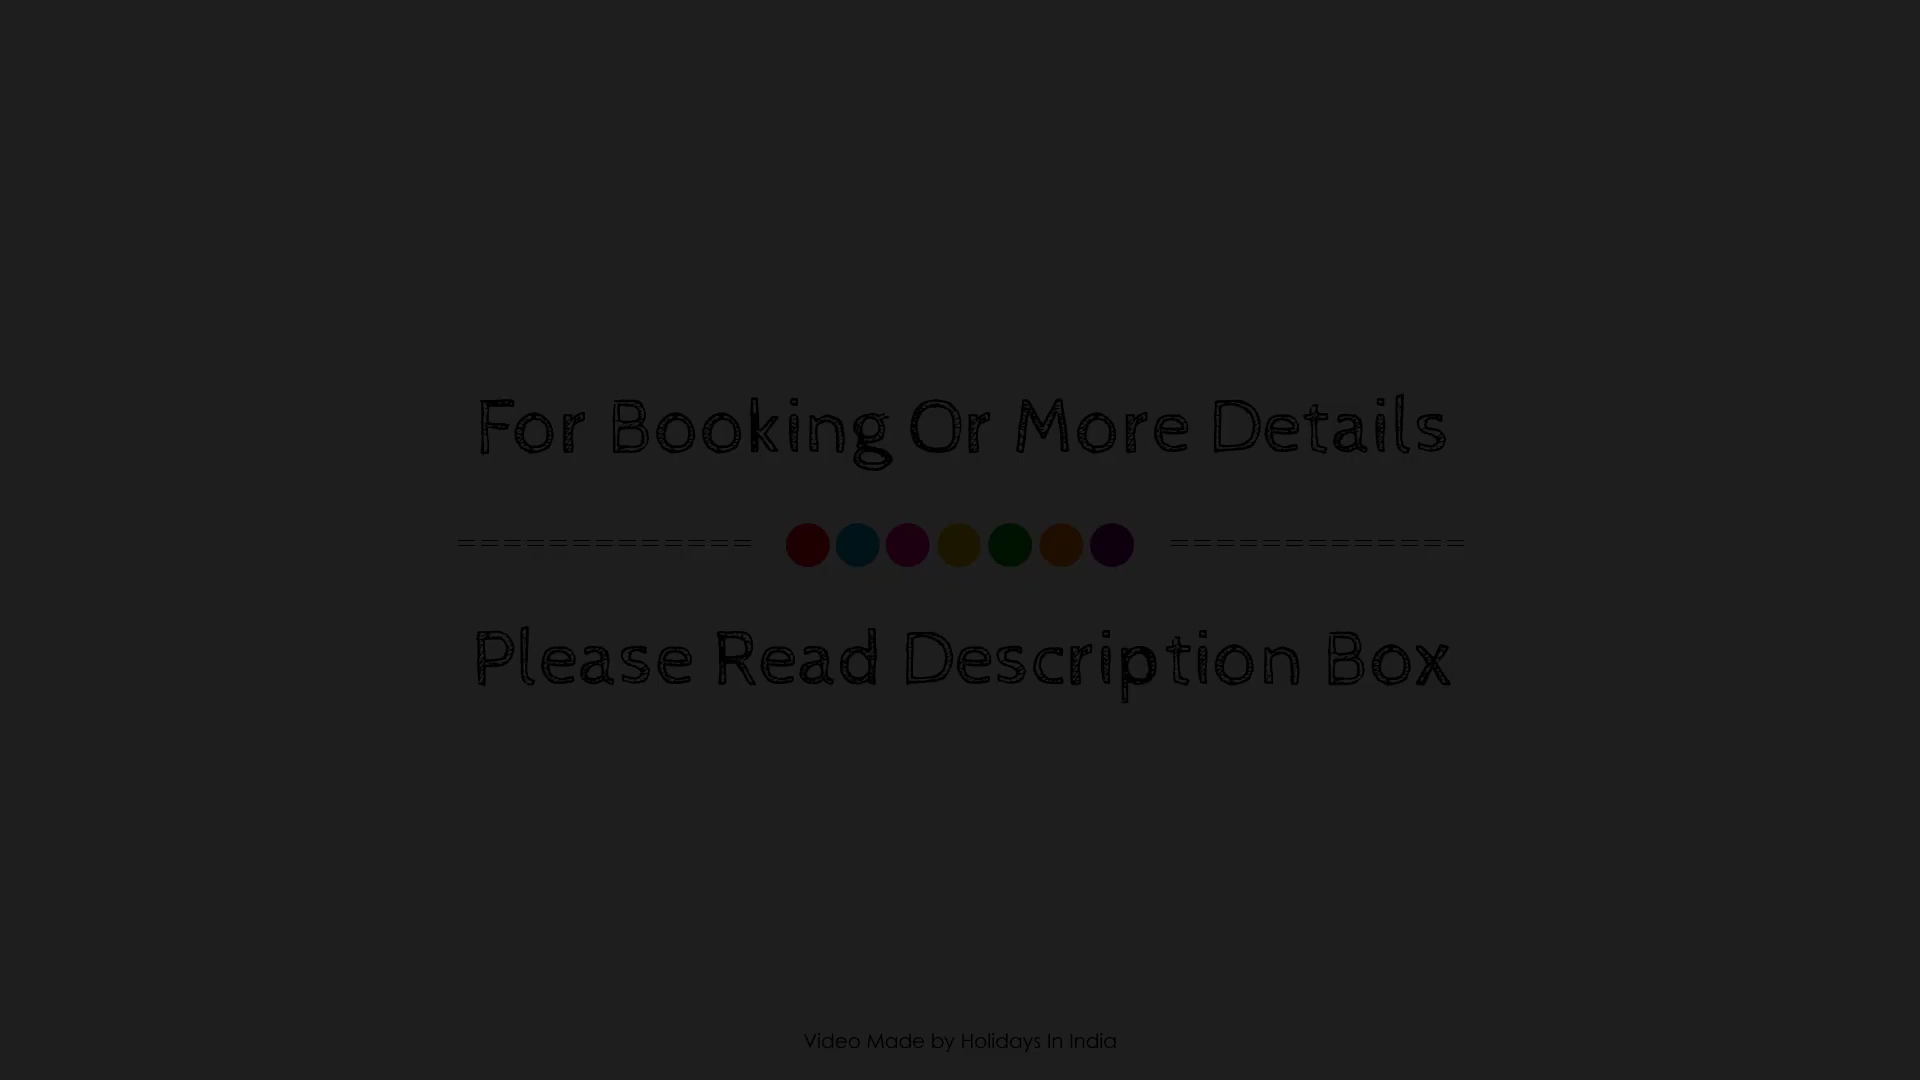 For Booking Or More Details
============= =============
Please Read Description Box
Video Made by Holidays In India